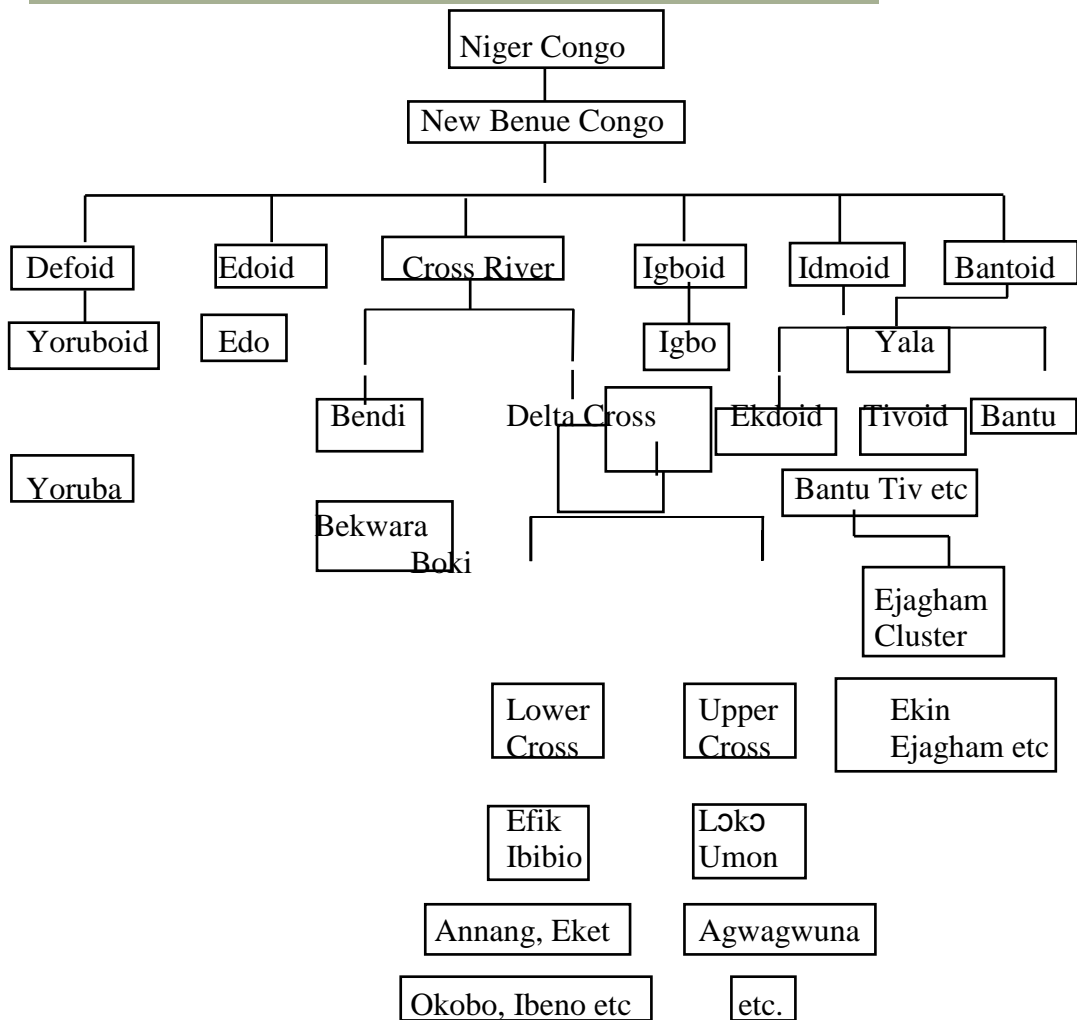 Niger Congo
New Benue Congo
Defoid
Edoid
Cross River
Igboid
Idmoid
Bantoid
Yoruboid
Edo
Igbo
Yala
Bendi
Delta Cross
Ekdoid
Tivoid
Bantu
Yoruba
Bantu Tiv etc
Bekwara
Boki
Ejagham
Cluster
Lower
Cross
Upper
Cross
Ekin
Ejagham etc
Efik
Ibibio
Lɔkɔ
Umon
Annang, Eket
Agwagwuna
Okobo, Ibeno etc
etc.